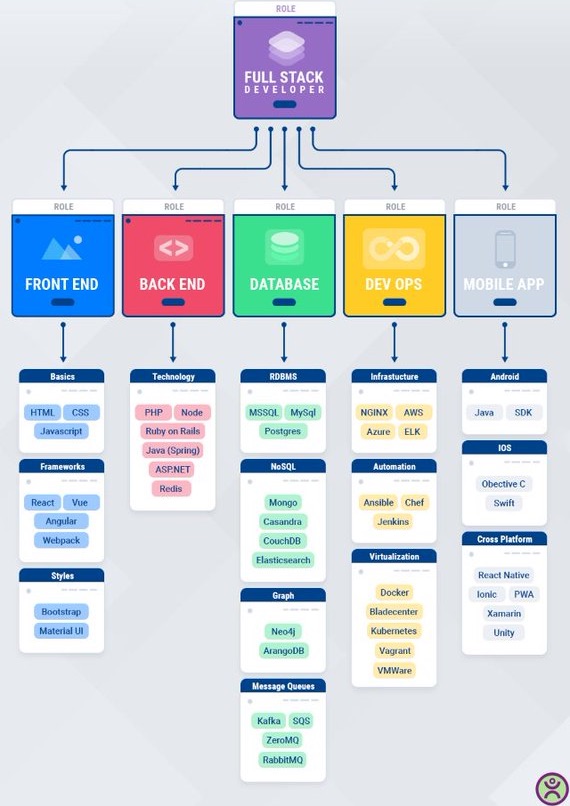 ROLE
FULL STACK
DEVELOPER
ROLE
FRONT END
ROLE
BACK END
ROLE
DATABASE
ROLE
DEV OPS
ROLE
MOBILE APP
Basics
HTML CSS
Javascript
Frameworks
React Vue
Angular
Webpack
Styles
Bootstrap
Material UI
Technology
PHP Node
Ruby on Rails
Java (Spring)
ASP.NET
Redis
RDBMS
MSSQL MySql
Postgres
NoSQL
Mongo
Casandra
CouchDB
Elasticsearch
Graph
Neo4j
ArangoDB
Message Queues
Kafka SQS
ZeroMQ
RabbitMQ
Infrastucture
NGINX AWS
Azure ELK
Automation
Ansible Chef
Jenkins
Virtualization
Docker
Bladecenter
Kubernetes
Vagrant
VMWare
Android
Java SDK
IOS
Obective C
Swift
Cross Platform
React Native
Ionic PWA
Xamarin
Unity